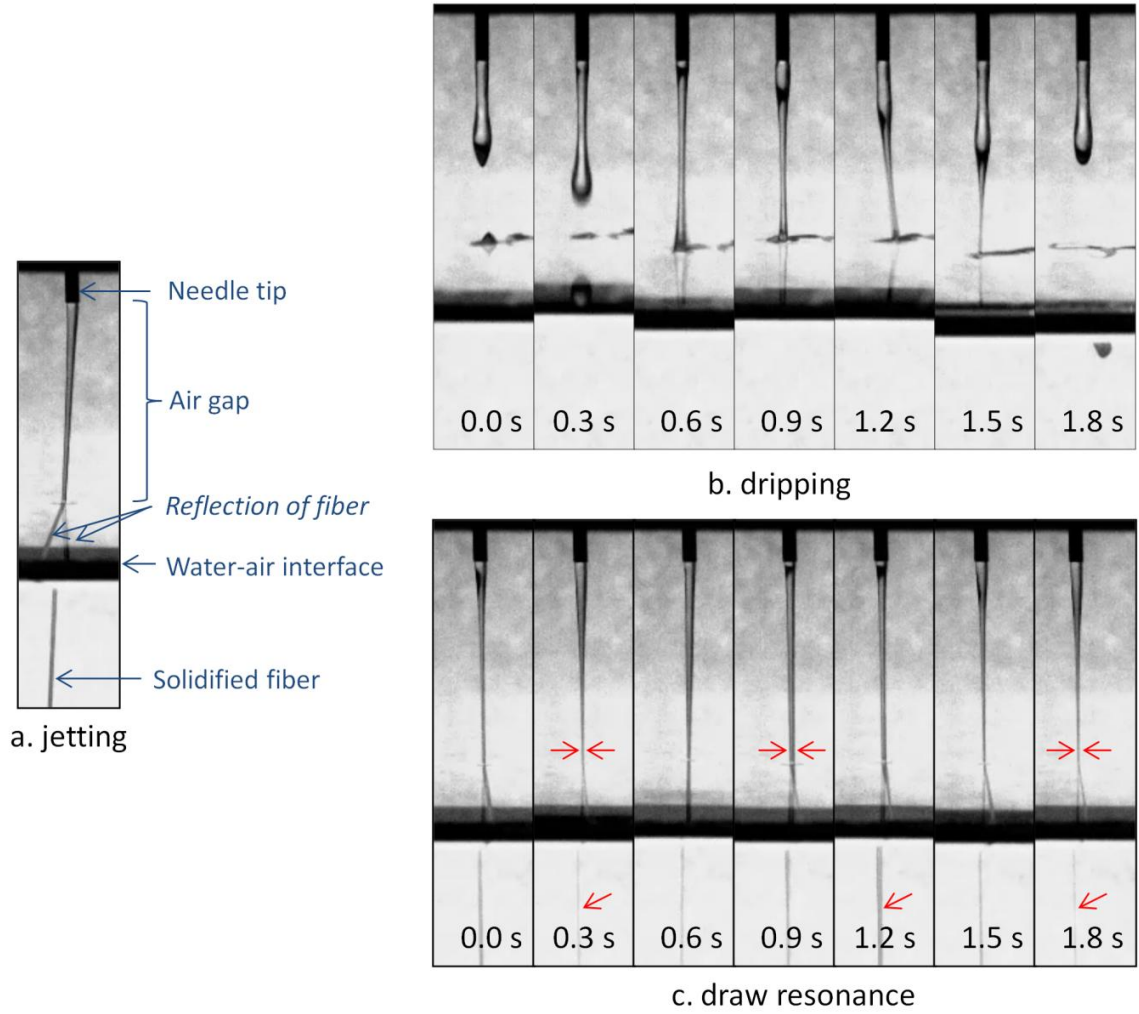 Needle tip
Air gap
Reflection of fiber
Water-air interface
Solidified fiber
a. jetting
0.0 s 0.3 s 0.6 s 0.9 s 1.2 s 1.5 s 1.8 s
b. dripping
0.0 s 0.3 s 0.6 s 0.9 s 1.2 s 1.5 s 1.8 s
c. draw resonance